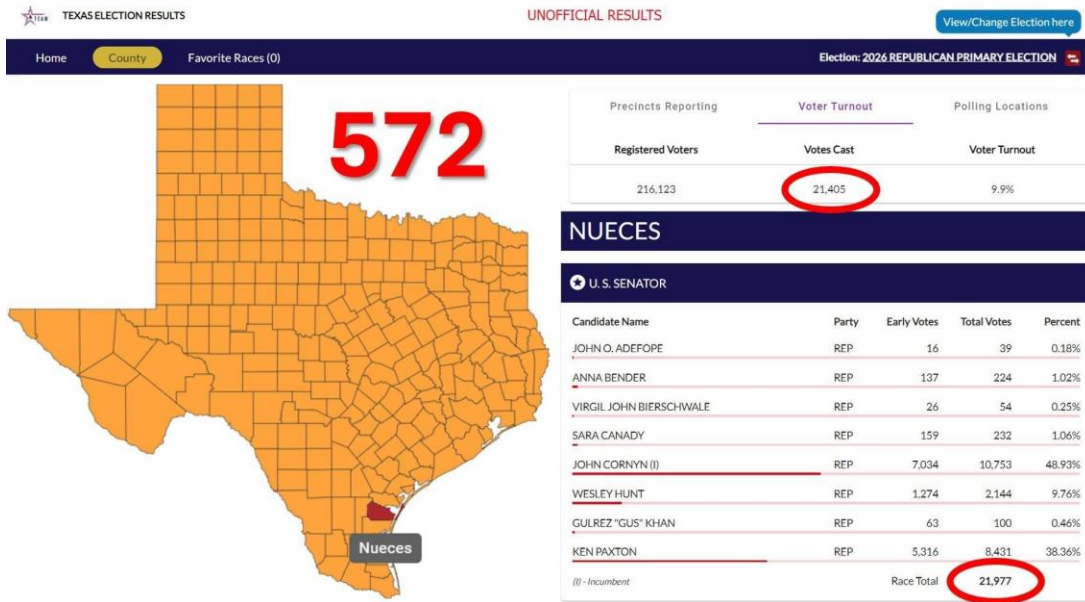 TEAM TEXAS ELECTION RESULTS
UNOFFICIAL RESULTS
View/Change Election here
Home County Favorite Races (0) Election: 2026 REPUBLICAN PRIMARY ELECTION
572
Precincts Reporting Voter Turnout Polling Locations
Registered Voters Votes Cast Voter Turnout
216,123 21,405 9.9%
NUECES
U. S. SENATOR
Candidate Name Party Early Votes Total Votes Percent
JOHN O. ADEFOPE REP 16 39 0.18%
ANNA BENDER REP 137 224 1.02%
VIRGIL JOHN BIERSCHWALE REP 26 54 0.25%
SARA CANADY REP 159 232 1.06%
JOHN CORNYN (I) REP 7,034 10,753 48.93%
WESLEY HUNT REP 1,274 2,144 9.76%
GULREZ "GUS" KHAN REP 63 100 0.46%
KEN PAXTON REP 5,316 8,431 38.36%
(I) - Incumbent Race Total 21,977
Nueces